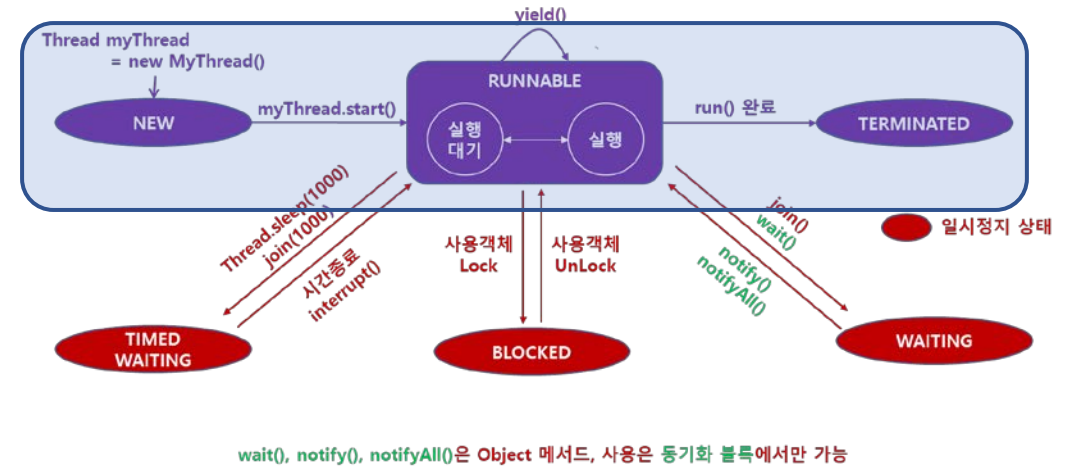 yield()
Thread myThread
= new MyThread()
NEW
myThread.start()
RUNNABLE
실행
대기
실행
run() 완료
TERMINATED
Thread.sleep(1000)
join(1000)
시간종료
interrupt()
사용객체
Lock
사용객체
UnLock
join()
wait()
notify()
notifyAll()
일시정지 상태
TIMED
WAITING
BLOCKED
WAITING
wait(), notify(), notifyAll()은 Object 메서드, 사용은 동기화 블록에서만 가능